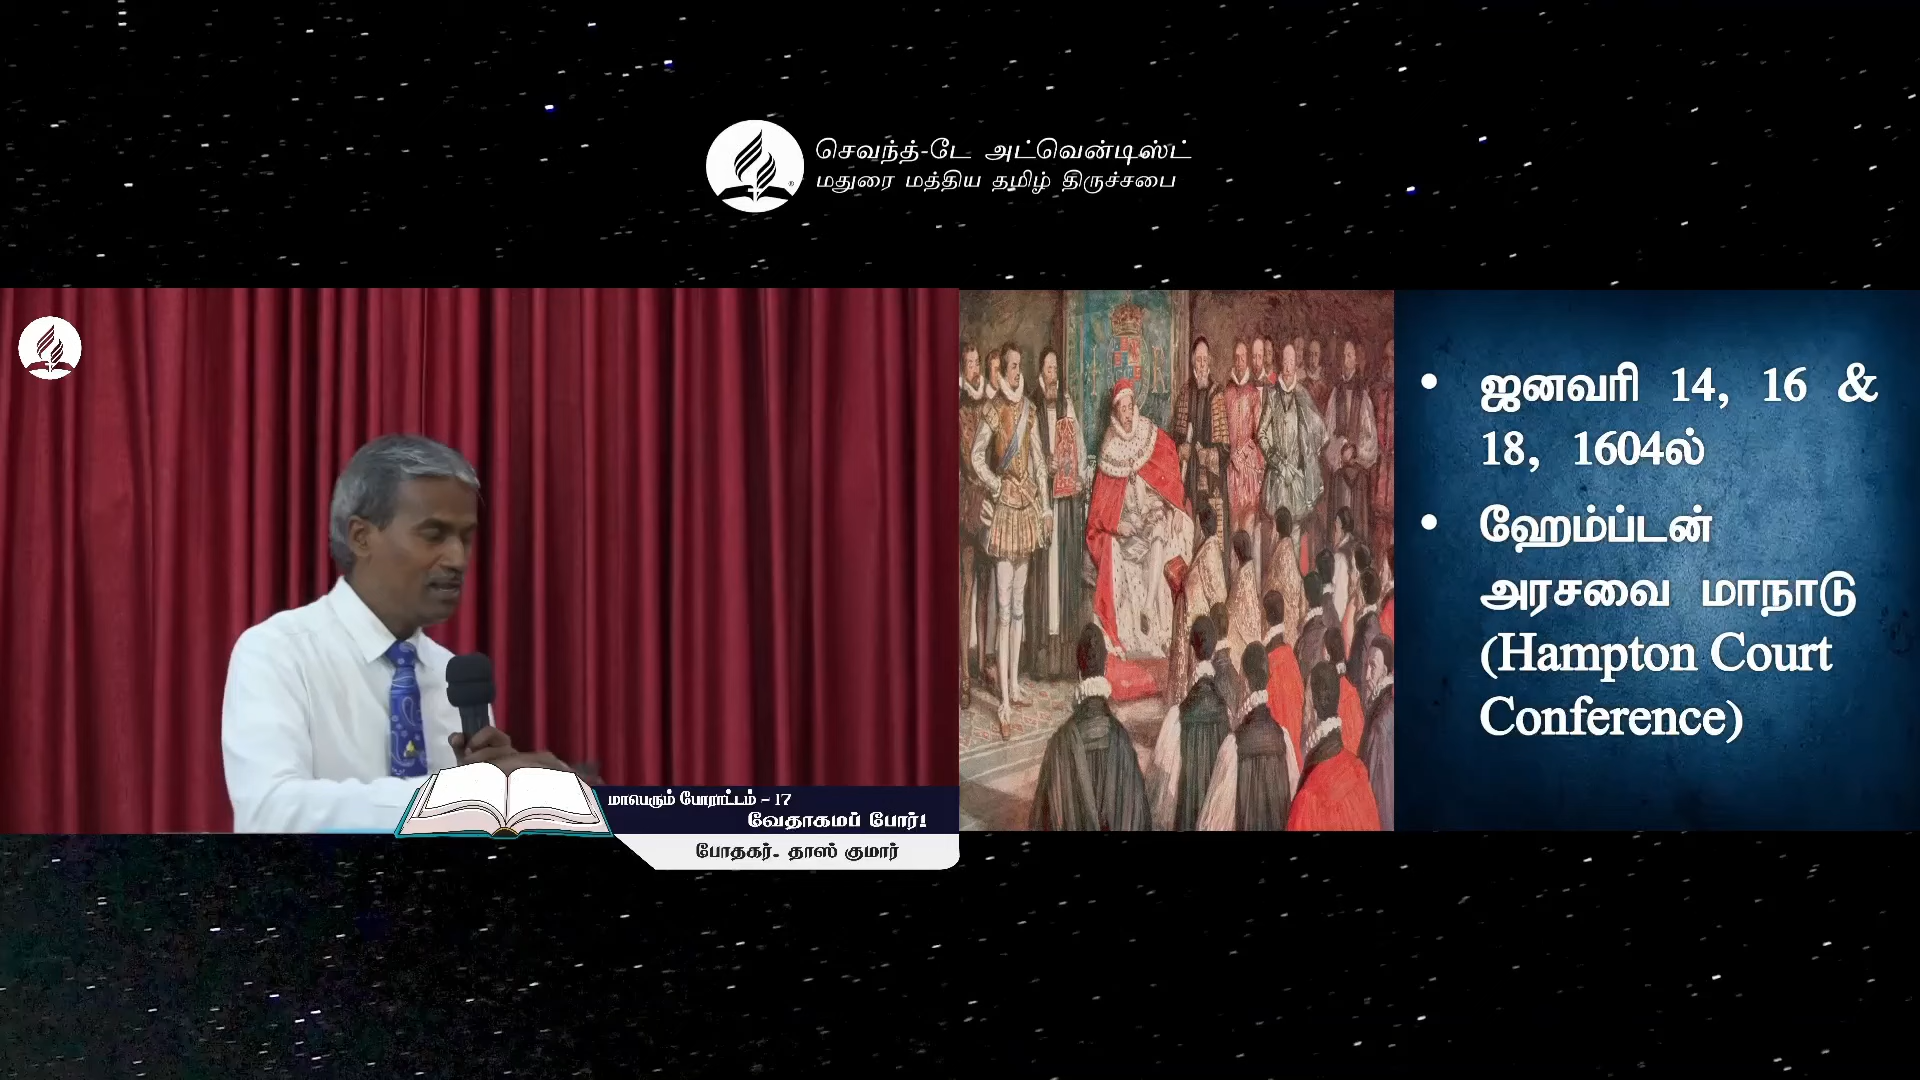 செவந்த்-டே அட்வென்டிஸ்ட்
மதுரை மத்திய தமிழ் திருச்சபை
• ஜனவரி 14, 16 &
18, 1604ல்
• ஹேம்ப்டன்
அரசவை மாநாடு
(Hampton Court
Conference)
மாபெரும் போராட்டம் - 17
வேதாகமப் போர்!
போதகர். தாஸ் குமார்